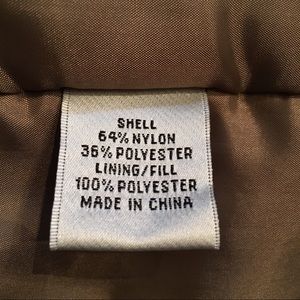 SHELL
64% NYLON
36% POLYESTER
LINING/FILL
100% POLYESTER
MADE IN CHINA